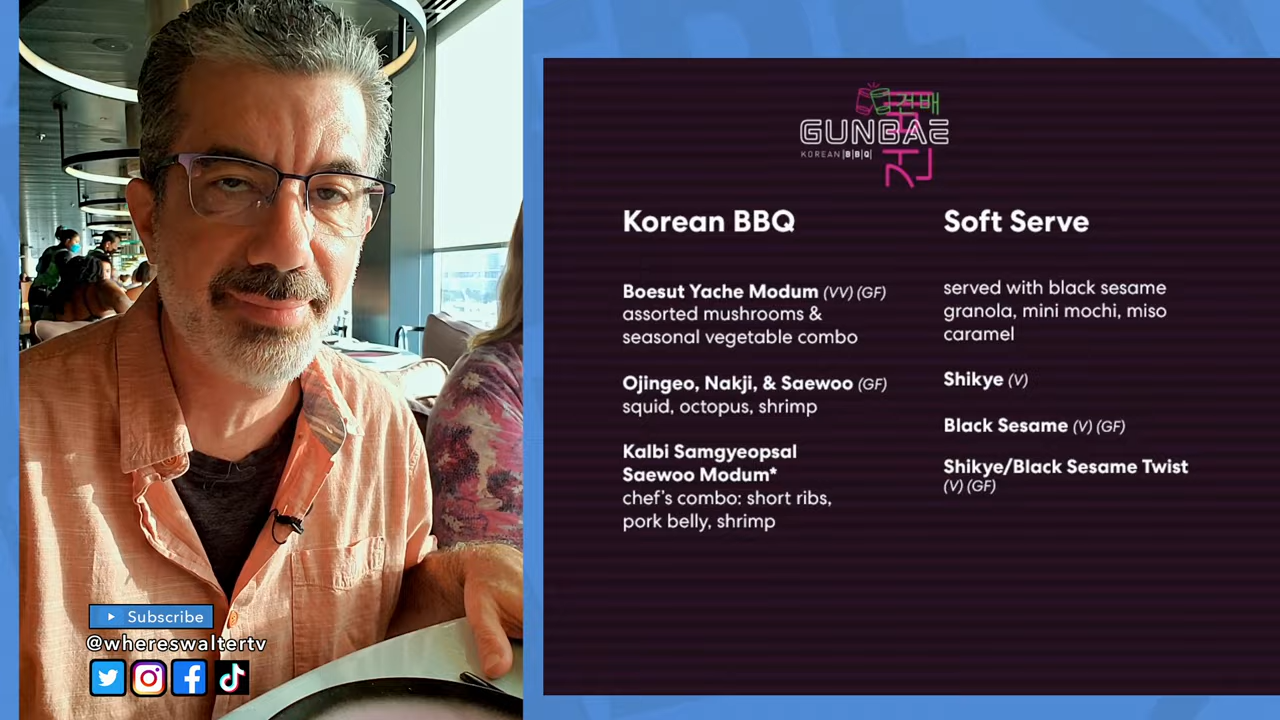 Subscribe
@whereswaltertv
건배
GUNBAE
KOREAN BBQ
Korean BBQ
Boesut Yache Modum (VV) (GF)
assorted mushrooms &
seasonal vegetable combo
Ojingeo, Nakji, & Saewoo (GF)
squid, octopus, shrimp
Kalbi Samgyeopsal
Saewoo Modum*
chef's combo: short ribs,
pork belly, shrimp
Soft Serve
served with black sesame
granola, mini mochi, miso
caramel
Shikye (V)
Black Sesame (V) (GF)
Shikye/Black Sesame Twist
(V) (GF)